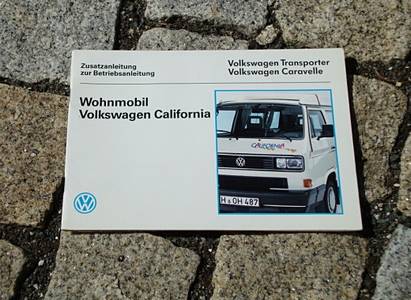 Zusatzanleitung
zur Betriebsanleitung
Volkswagen Transporter
Volkswagen Caravelle
Wohnmobil
Volkswagen California
CALIFORNIA
H OH 487